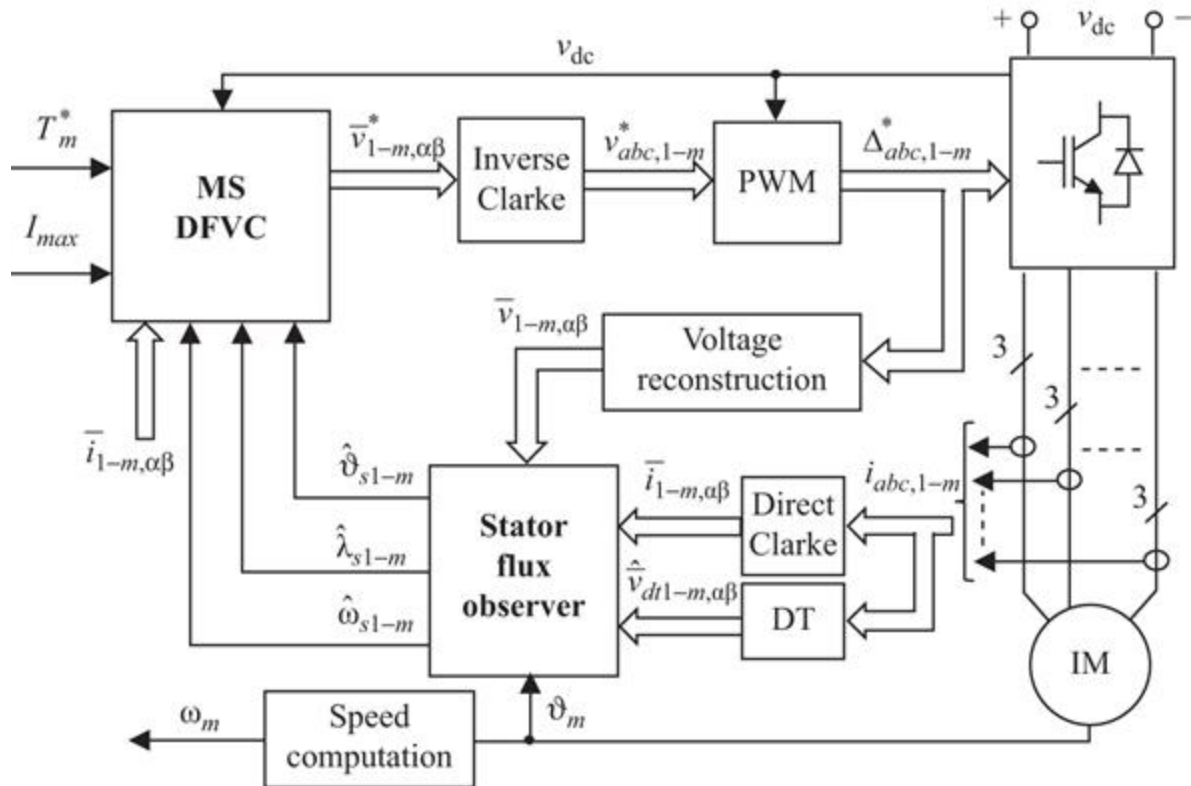 + v_dc −
v_dc
T*_m
v̅*_{1−m,αβ}
v*_{abc,1−m}
Δ*_{abc,1−m}
MS
DFVC
Inverse
Clarke
PWM
I_max
v̅_{1−m,αβ}
Voltage
reconstruction
3
3
3
i̅_{1−m,αβ}
ϑ̂_{s1−m}
λ̂_{s1−m}
ω̂_{s1−m}
Stator
flux
observer
i̅_{1−m,αβ}
Direct
Clarke
i_{abc,1−m}
v̅̂_{dt1−m,αβ}
DT
IM
ω_m
Speed
computation
ϑ_m